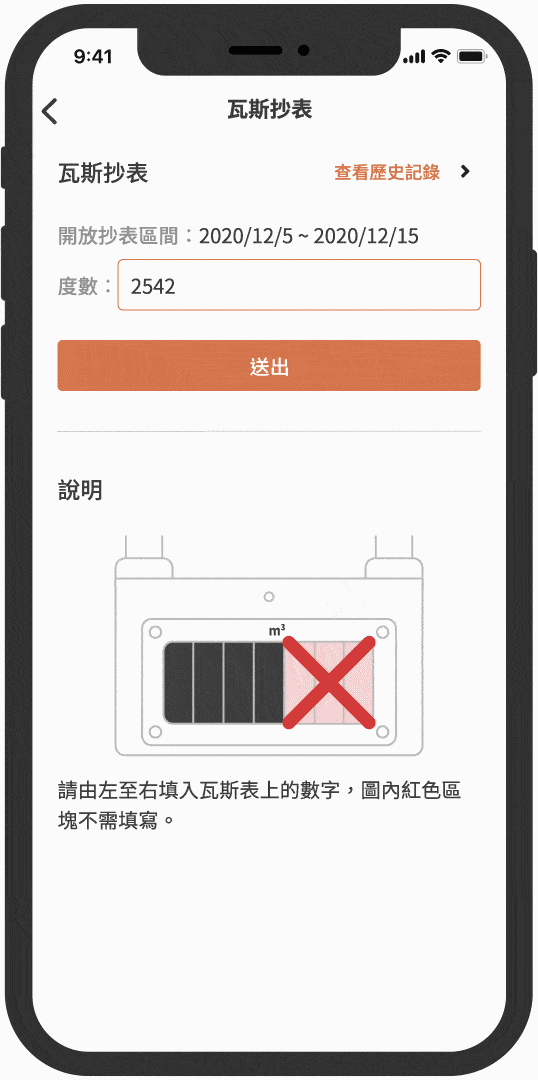 9:41
瓦斯抄表
瓦斯抄表 查看歷史記錄
開放抄表區間：2020/12/5 ~ 2020/12/15
度數：2542
送出
說明
m³
請由左至右填入瓦斯表上的數字，圖內紅色區
塊不需填寫。